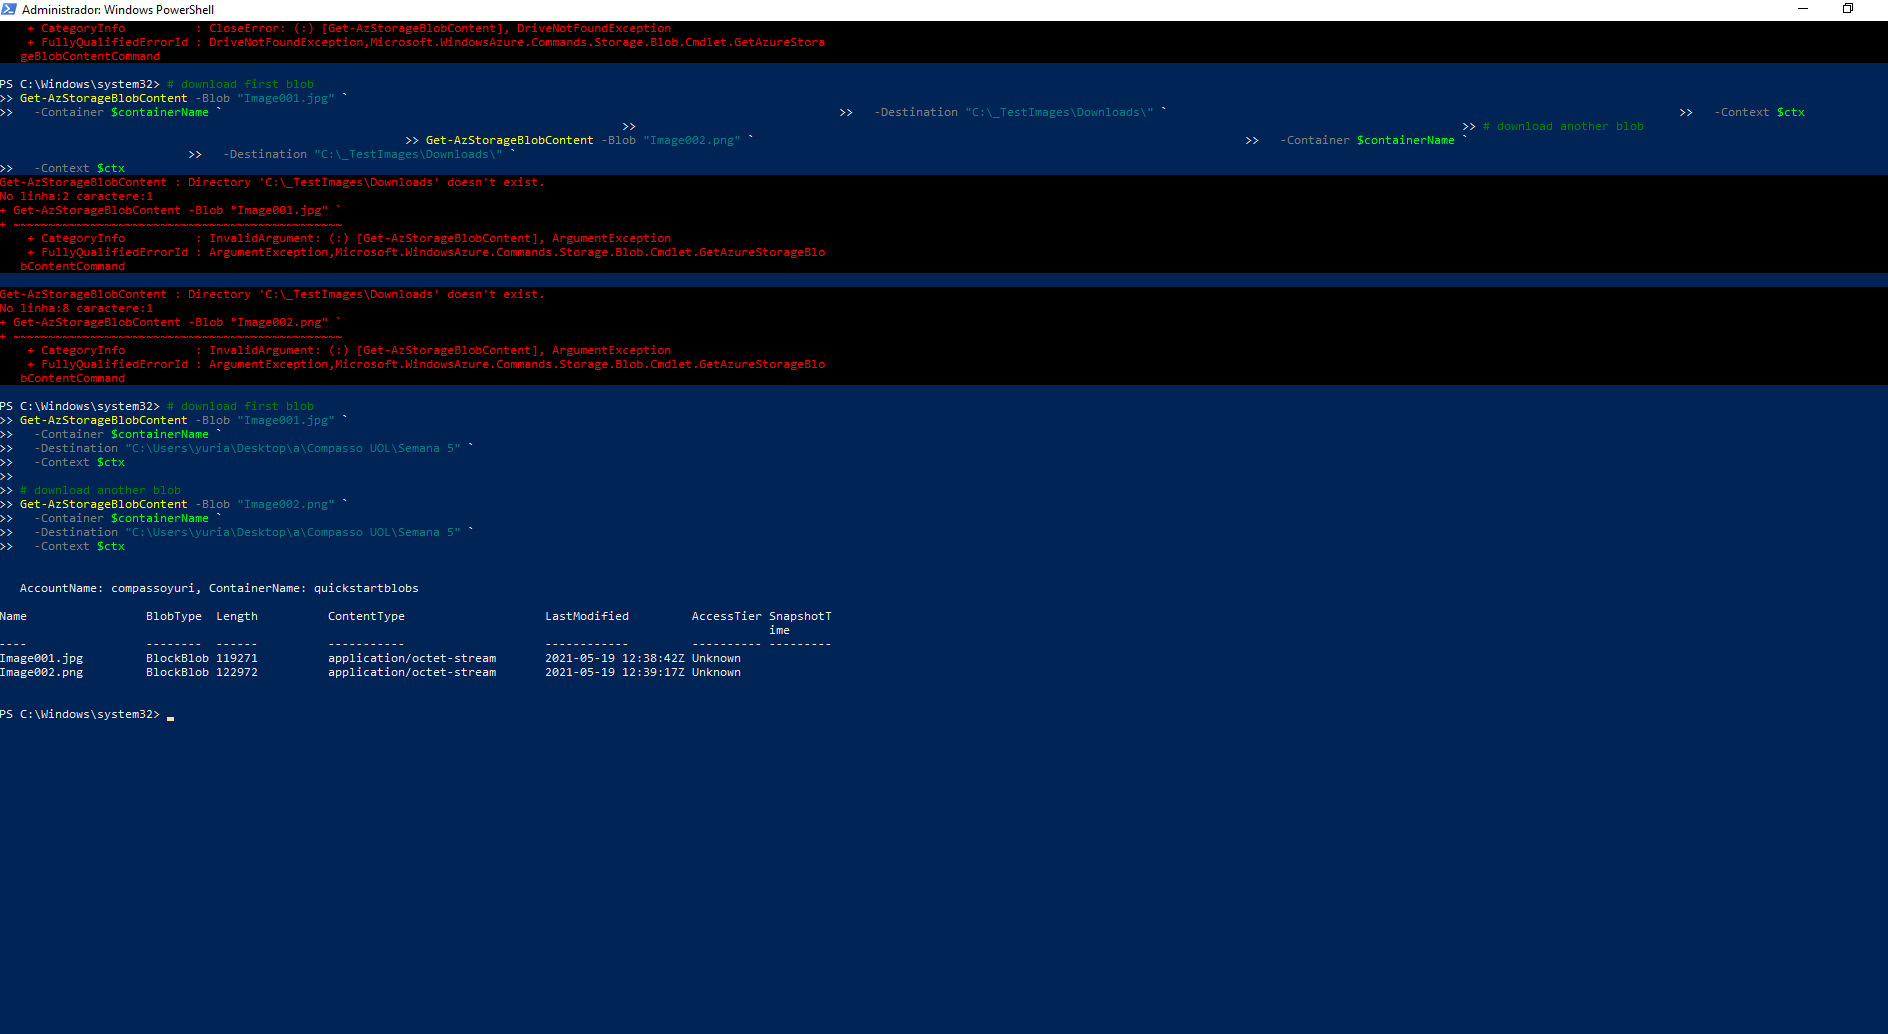 Administrador: Windows PowerShell
    + CategoryInfo          : CloseError: (:) [Get-AzStorageBlobContent], DriveNotFoundException
    + FullyQualifiedErrorId : DriveNotFoundException,Microsoft.WindowsAzure.Commands.Storage.Blob.Cmdlet.GetAzureStora
   geBlobContentCommand
PS C:\Windows\system32> # download first blob
>> Get-AzStorageBlobContent -Blob "Image001.jpg" `
>>   -Container $containerName ` >>   -Destination "C:\_TestImages\Downloads\" ` >>   -Context $ctx
>> >> # download another blob
>> Get-AzStorageBlobContent -Blob "Image002.png" ` >>   -Container $containerName `
>>   -Destination "C:\_TestImages\Downloads\" `
>>   -Context $ctx
Get-AzStorageBlobContent : Directory 'C:\_TestImages\Downloads' doesn't exist.
No linha:2 caractere:1
+ Get-AzStorageBlobContent -Blob "Image001.jpg" `
+ ~~~~~~~~~~~~~~~~~~~~~~~~~~~~~~~~~~~~~~~~~~~~~~~
    + CategoryInfo          : InvalidArgument: (:) [Get-AzStorageBlobContent], ArgumentException
    + FullyQualifiedErrorId : ArgumentException,Microsoft.WindowsAzure.Commands.Storage.Blob.Cmdlet.GetAzureStorageBlo
   bContentCommand
Get-AzStorageBlobContent : Directory 'C:\_TestImages\Downloads' doesn't exist.
No linha:8 caractere:1
+ Get-AzStorageBlobContent -Blob "Image002.png" `
+ ~~~~~~~~~~~~~~~~~~~~~~~~~~~~~~~~~~~~~~~~~~~~~~~
    + CategoryInfo          : InvalidArgument: (:) [Get-AzStorageBlobContent], ArgumentException
    + FullyQualifiedErrorId : ArgumentException,Microsoft.WindowsAzure.Commands.Storage.Blob.Cmdlet.GetAzureStorageBlo
   bContentCommand
PS C:\Windows\system32> # download first blob
>> Get-AzStorageBlobContent -Blob "Image001.jpg" `
>>   -Container $containerName `
>>   -Destination "C:\Users\yuria\Desktop\a\Compasso UOL\Semana 5" `
>>   -Context $ctx
>>
>> # download another blob
>> Get-AzStorageBlobContent -Blob "Image002.png" `
>>   -Container $containerName `
>>   -Destination "C:\Users\yuria\Desktop\a\Compasso UOL\Semana 5" `
>>   -Context $ctx
   AccountName: compassoyuri, ContainerName: quickstartblobs
Name                 BlobType  Length          ContentType                    LastModified         AccessTier SnapshotT
                                                                                                              ime
----                 --------  ------          -----------                    ------------         ---------- ---------
Image001.jpg         BlockBlob 119271          application/octet-stream       2021-05-19 12:38:42Z Unknown
Image002.png         BlockBlob 122972          application/octet-stream       2021-05-19 12:39:17Z Unknown
PS C:\Windows\system32>